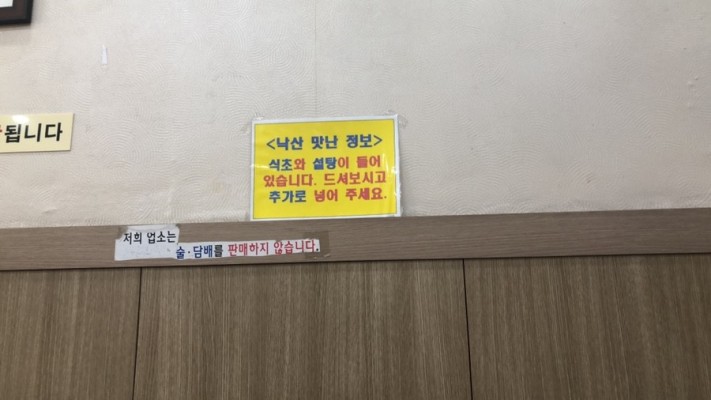 됩니다
<낙산 맛난 정보>
식초와 설탕이 들어
있습니다. 드셔보시고
추가로 넣어 주세요.
저희 업소는
술·담배를 판매하지 않습니다.